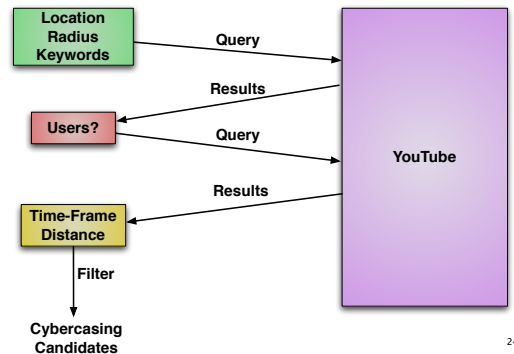 Location
Radius
Keywords
Query
Results
Users?
Query
YouTube
Results
Time-Frame
Distance
Filter
Cybercasing
Candidates